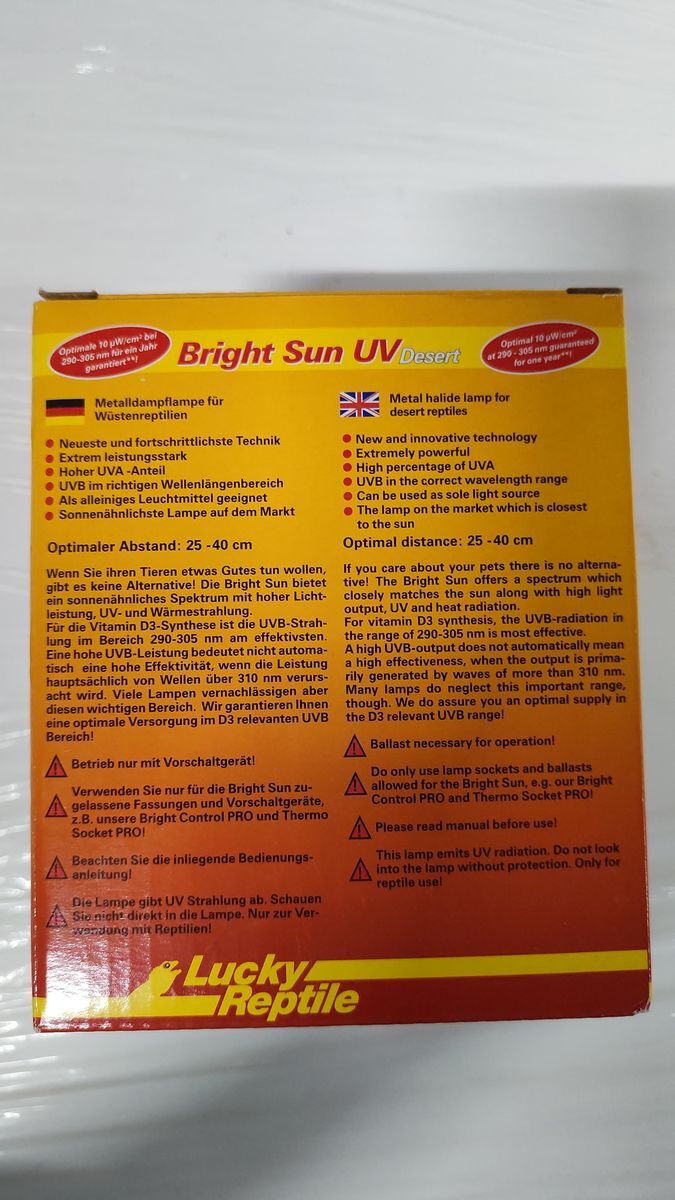 Optimale 10 µW/cm² bei
290-305 nm für ein Jahr
garantiert**!
Bright Sun UV Desert
Optimal 10 µW/cm²
at 290 - 305 nm guaranteed
for one year**!
Metalldampflampe für
Wüstenreptilien
Neueste und fortschrittlichste Technik
Extrem leistungsstark
Hoher UVA -Anteil
UVB im richtigen Wellenlängenbereich
Als alleiniges Leuchtmittel geeignet
Sonnenähnlichste Lampe auf dem Markt
Optimaler Abstand: 25 -40 cm
Wenn Sie ihren Tieren etwas Gutes tun wollen,
gibt es keine Alternative! Die Bright Sun bietet
ein sonnenähnliches Spektrum mit hoher Licht-
leistung, UV- und Wärmestrahlung.
Für die Vitamin D3-Synthese ist die UVB-Strah-
lung im Bereich 290-305 nm am effektivsten.
Eine hohe UVB-Leistung bedeutet nicht automa-
tisch eine hohe Effektivität, wenn die Leistung
hauptsächlich von Wellen über 310 nm verurs-
acht wird. Viele Lampen vernachlässigen aber
diesen wichtigen Bereich. Wir garantieren Ihnen
eine optimale Versorgung im D3 relevanten UVB
Bereich!
Betrieb nur mit Vorschaltgerät!
Verwenden Sie nur für die Bright Sun zu-
gelassene Fassungen und Vorschaltgeräte,
z.B. unsere Bright Control PRO und Thermo
Socket PRO!
Beachten Sie die inliegende Bedienungs-
anleitung!
Die Lampe gibt UV Strahlung ab. Schauen
Sie nicht direkt in die Lampe. Nur zur Ver-
wendung mit Reptilien!
Metal halide lamp for
desert reptiles
New and innovative technology
Extremely powerful
High percentage of UVA
UVB in the correct wavelength range
Can be used as sole light source
The lamp on the market which is closest
to the sun
Optimal distance: 25 -40 cm
If you care about your pets there is no alterna-
tive! The Bright Sun offers a spectrum which
closely matches the sun along with high light
output, UV and heat radiation.
For vitamin D3 synthesis, the UVB-radiation in
the range of 290-305 nm is most effective.
A high UVB-output does not automatically mean
a high effectiveness, when the output is prima-
rily generated by waves of more than 310 nm.
Many lamps do neglect this important range,
though. We do assure you an optimal supply in
the D3 relevant UVB range!
Ballast necessary for operation!
Do only use lamp sockets and ballasts
allowed for the Bright Sun, e.g. our Bright
Control PRO and Thermo Socket PRO!
Please read manual before use!
This lamp emits UV radiation. Do not look
into the lamp without protection. Only for
reptile use!
Lucky
Reptile